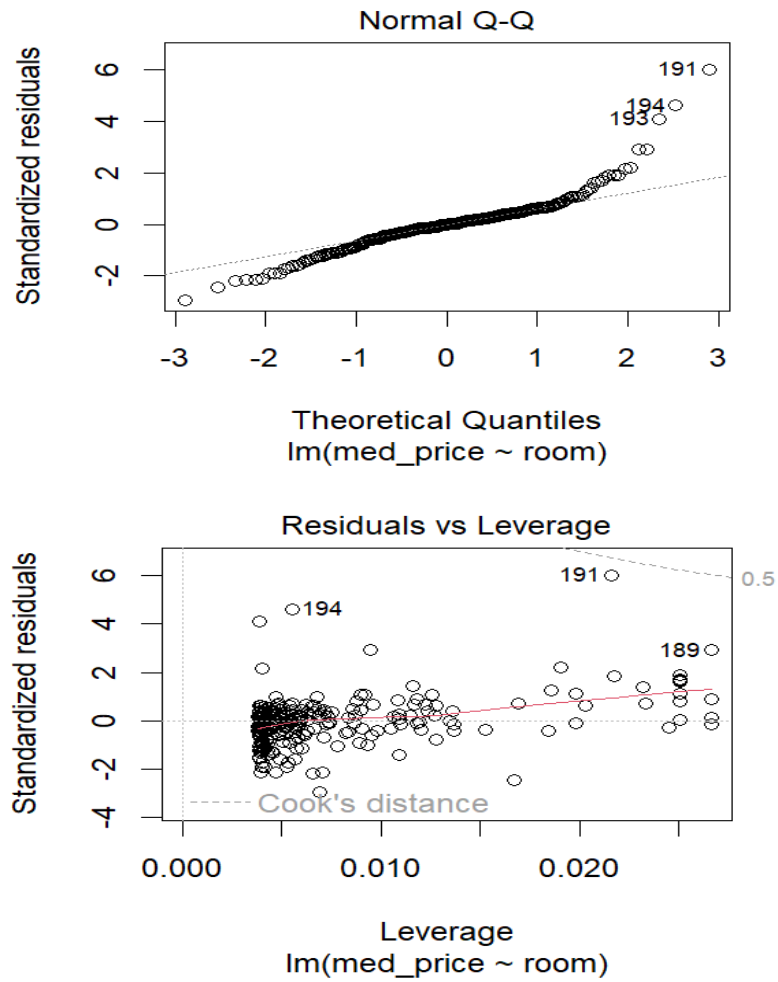 Normal Q-Q
Standardized residuals
6
4
2
0
-2
191
194
193
-3 -2 -1 0 1 2 3
Theoretical Quantiles
lm(med_price ~ room)
Residuals vs Leverage
Standardized residuals
6
4
2
0
-2
-4
191
0.5
194
189
Cook's distance
0.000 0.010 0.020
Leverage
lm(med_price ~ room)